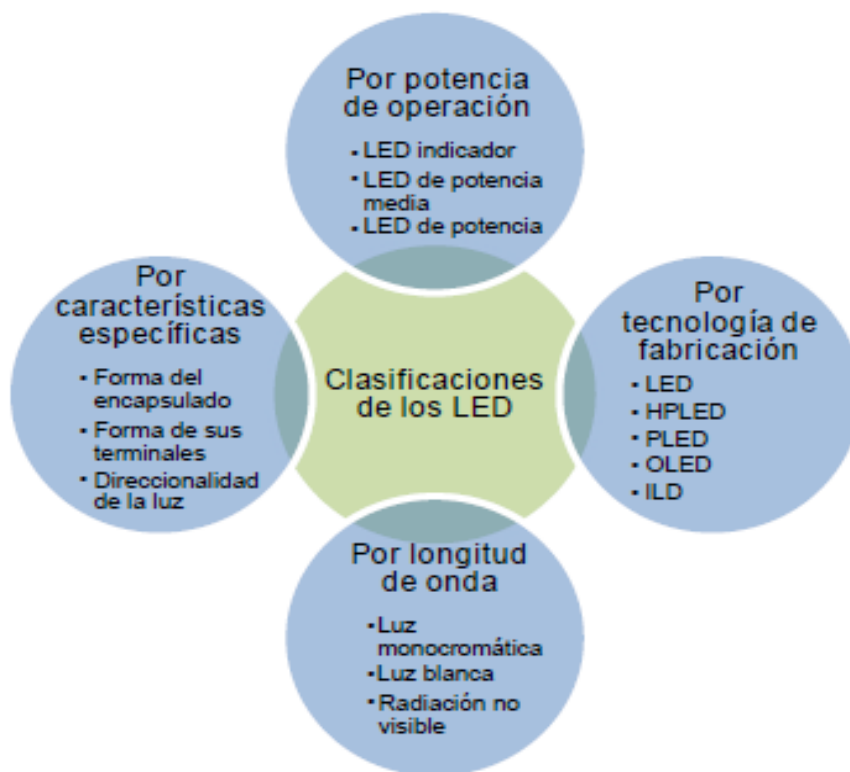 Por potencia
de operación
▪ LED indicador
▪ LED de potencia
media
▪ LED de potencia
Por
características
específicas
▪ Forma del
encapsulado
▪ Forma de sus
terminales
▪ Direccionalidad
de la luz
Clasificaciones
de los LED
Por
tecnología de
fabricación
▪ LED
▪ HPLED
▪ PLED
▪ OLED
▪ ILD
Por longitud
de onda
▪ Luz
monocromática
▪ Luz blanca
▪ Radiación no
visible